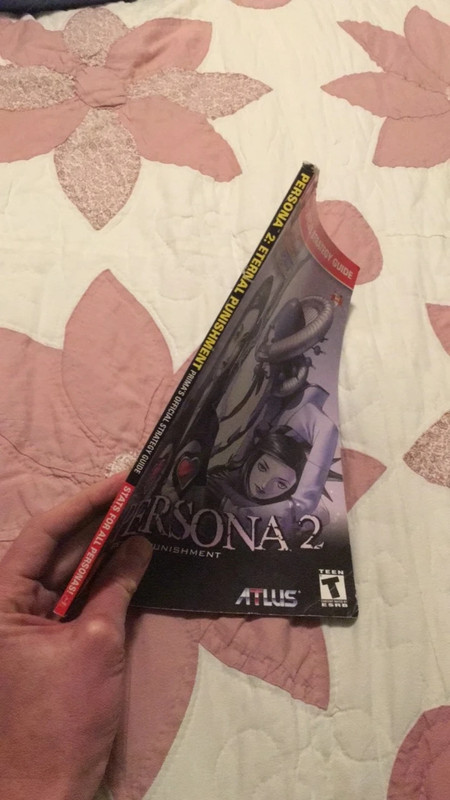 PERSONA 2: ETERNAL PUNISHMENT PRIMA'S OFFICIAL STRATEGY GUIDE
STATS FOR ALL PERSONAS!
GUIDE
PERSONA 2
PUNISHMENT
ATLUS
TEEN
T
ESRB